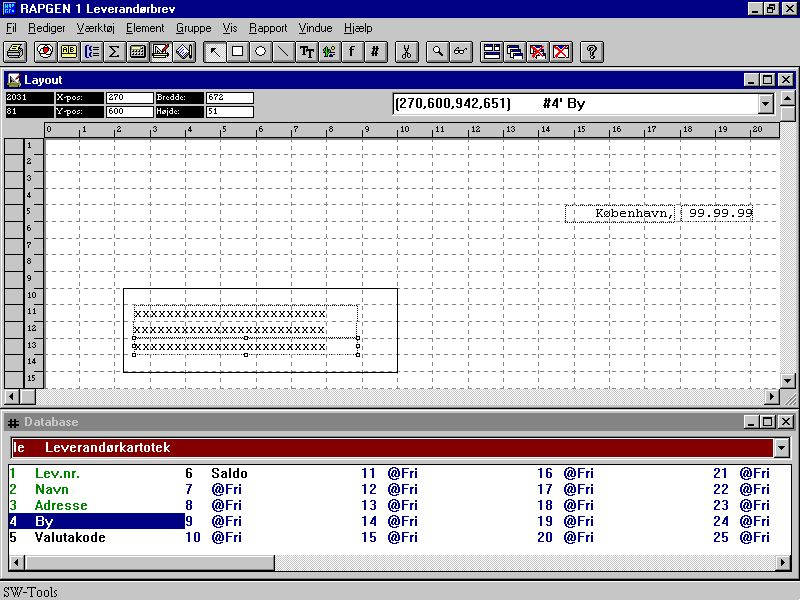 RAPGEN 1 Leverandørbrev
Fil Rediger Værktøj Element Gruppe Vis Rapport Vindue Hjælp
Layout
2031 X-pos: 270 Bredde: 672
81 Y-pos: 600 Højde: 51
(270,600,942,651) #4' By
0 1 2 3 4 5 6 7 8 9 10 11 12 13 14 15 16 17 18 19 20
1
2
3
4
5 København, 99.99.99
6
7
8
9
10
11 xxxxxxxxxxxxxxxxxxxxxxxx
12 xxxxxxxxxxxxxxxxxxxxxxxx
13 xxxxxxxxxxxxxxxxxxxxxxxx
14
15
# Database
le Leverandørkartotek
1 Lev.nr. 6 Saldo 11 @Fri 16 @Fri 21 @Fri
2 Navn 7 @Fri 12 @Fri 17 @Fri 22 @Fri
3 Adresse 8 @Fri 13 @Fri 18 @Fri 23 @Fri
4 By 9 @Fri 14 @Fri 19 @Fri 24 @Fri
5 Valutakode 10 @Fri 15 @Fri 20 @Fri 25 @Fri
SW-Tools